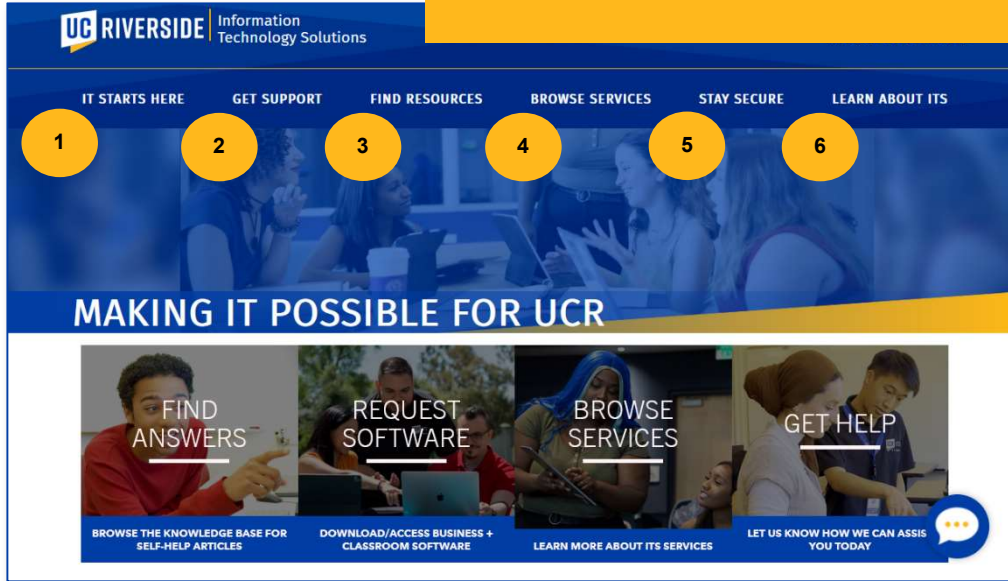 UC RIVERSIDE
Information
Technology Solutions
IT STARTS HERE GET SUPPORT FIND RESOURCES BROWSE SERVICES STAY SECURE LEARN ABOUT ITS
1 2 3 4 5 6
MAKING IT POSSIBLE FOR UCR
FIND
ANSWERS
BROWSE THE KNOWLEDGE BASE FOR
SELF-HELP ARTICLES
REQUEST
SOFTWARE
DOWNLOAD/ACCESS BUSINESS +
CLASSROOM SOFTWARE
BROWSE
SERVICES
LEARN MORE ABOUT ITS SERVICES
GET HELP
LET US KNOW HOW WE CAN ASSIS
YOU TODAY